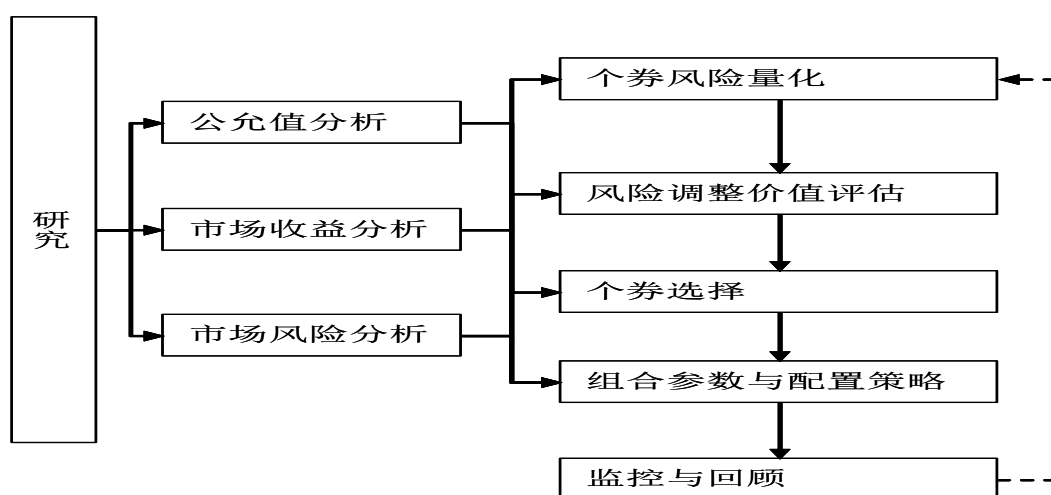 研究
公允值分析
市场收益分析
市场风险分析
个券风险量化
风险调整价值评估
个券选择
组合参数与配置策略
监控与回顾